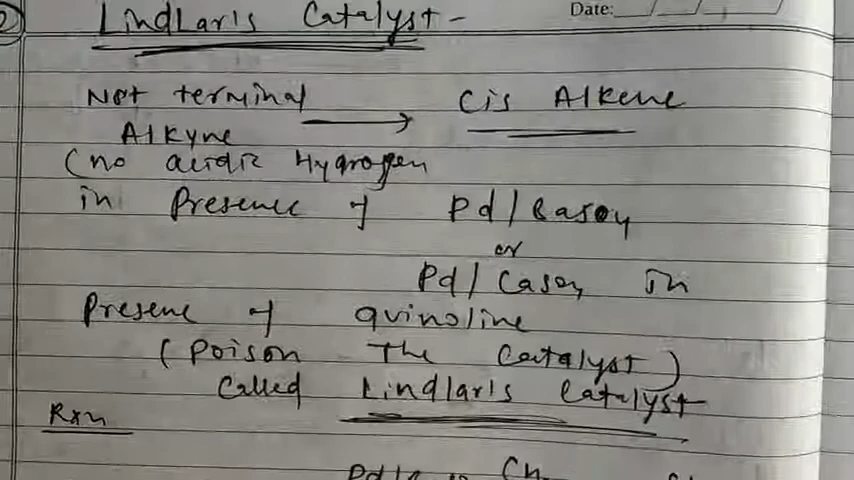 Lindlar's Catalyst -
Date:
Not terminal → Cis Alkene
Alkyne
(no acidic Hydrogen
in Presence of Pd/BaSO4
or
Pd/CaSO4 in
Presence of quinoline
(Poison The Catalyst)
Called Lindlar's Catalyst
Rxn